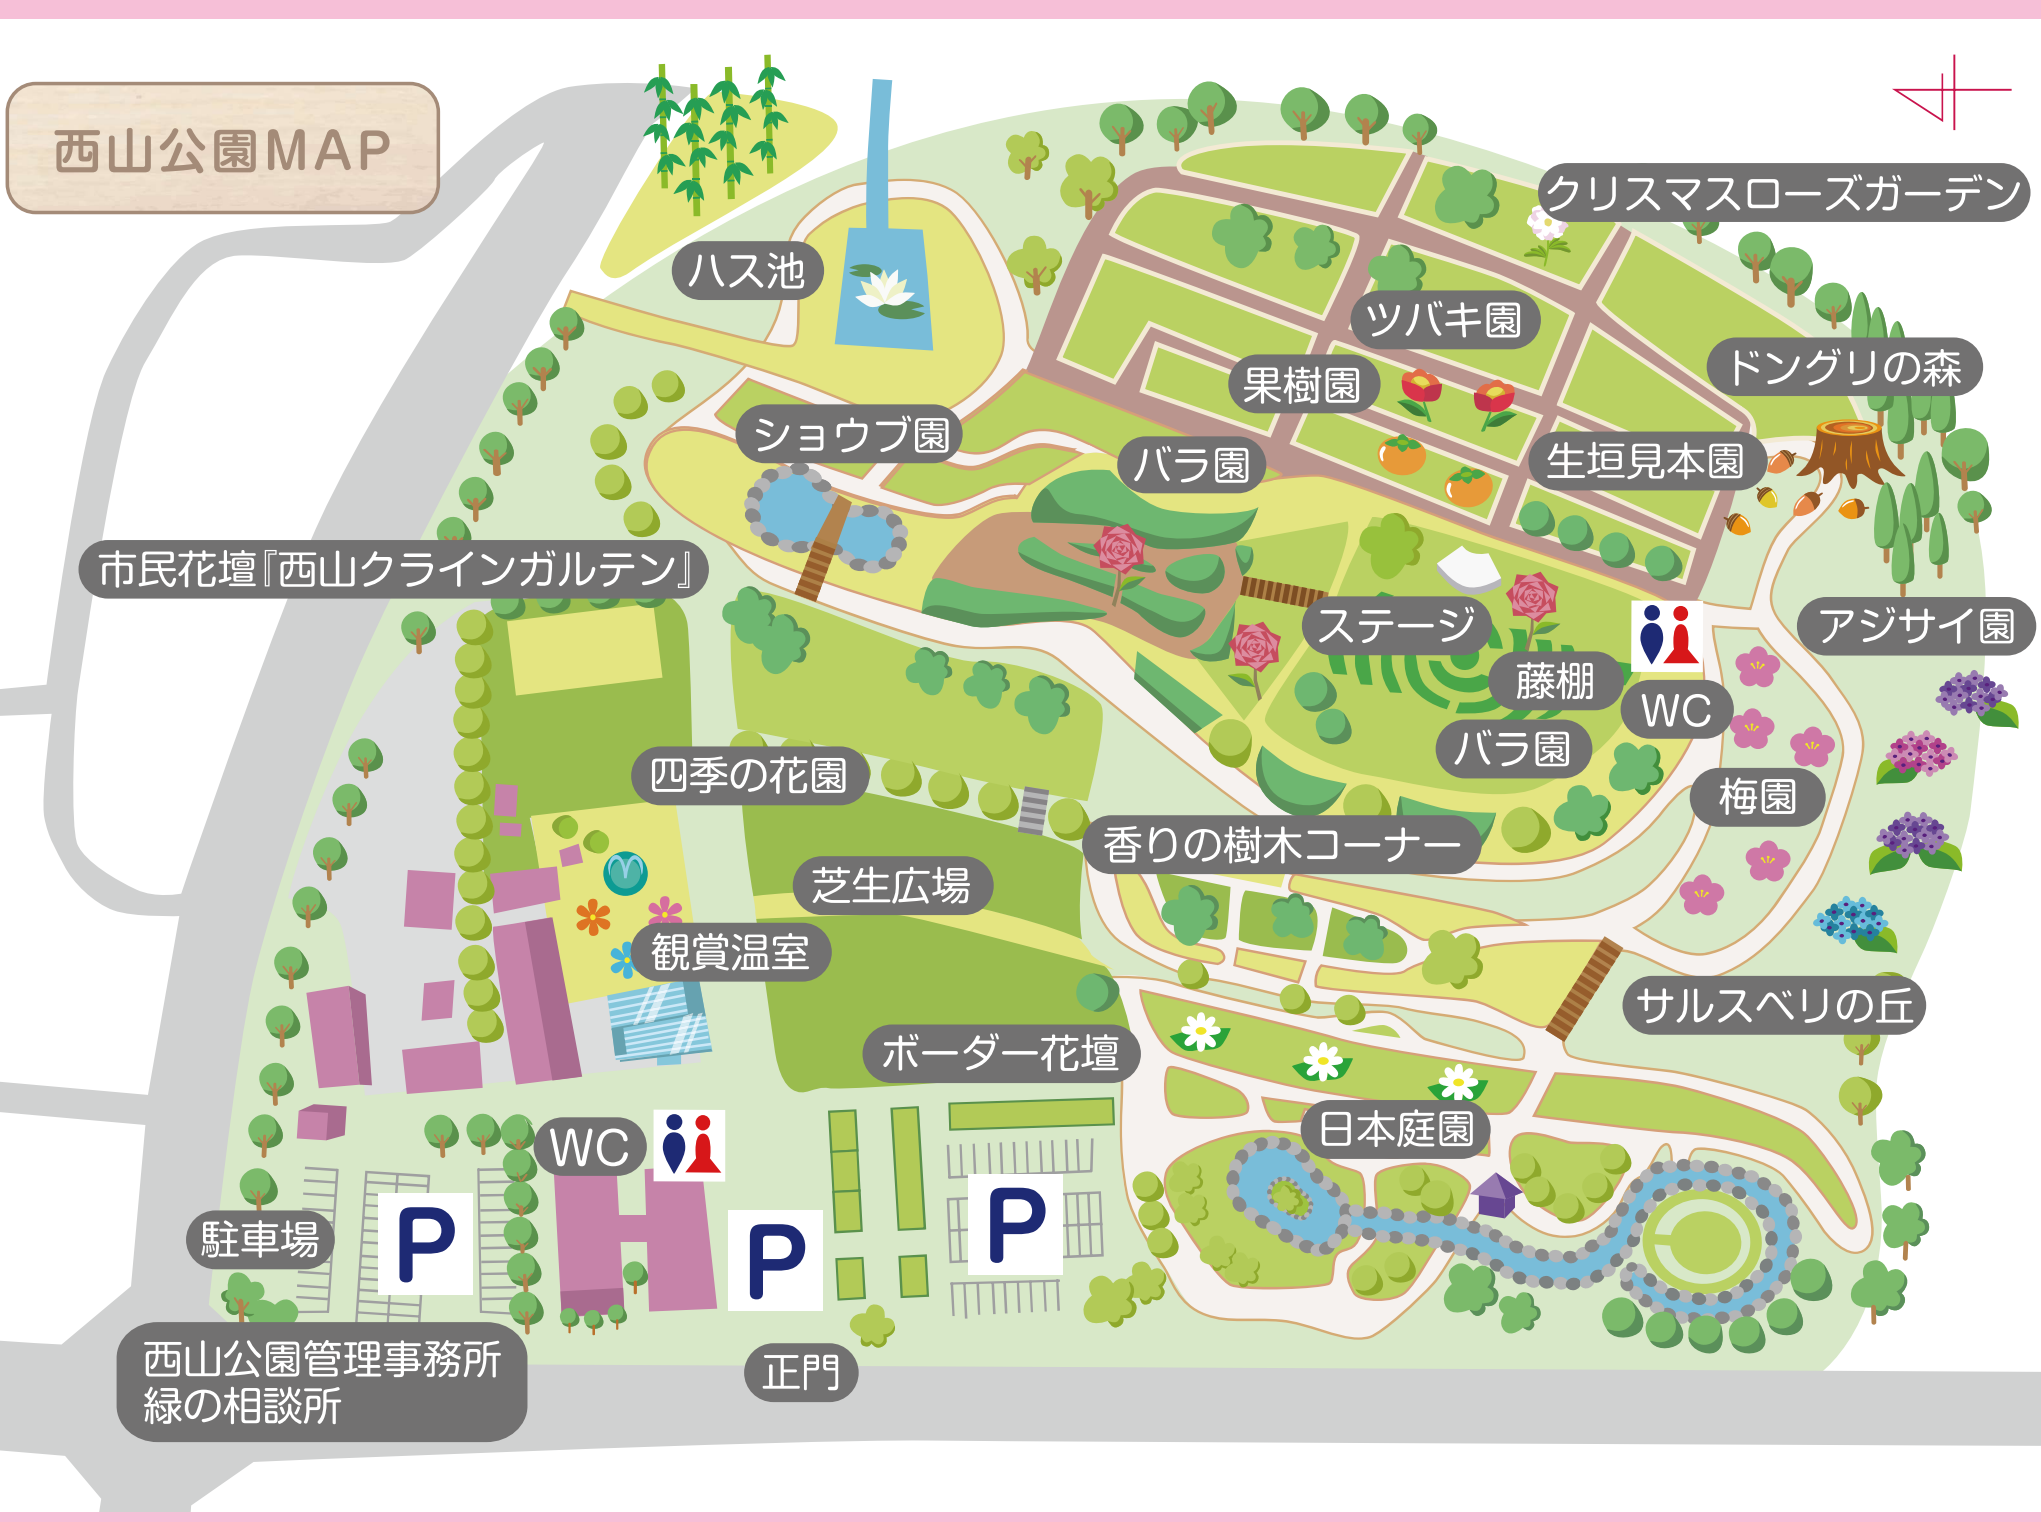 西山公園MAP
クリスマスローズガーデン
ハス池
ツバキ園
ドングリの森
果樹園
ショウブ園
バラ園
生垣見本園
市民花壇『西山クラインガルテン』
ステージ
アジサイ園
藤棚
WC
バラ園
四季の花園
梅園
香りの樹木コーナー
芝生広場
観賞温室
サルスベリの丘
ボーダー花壇
日本庭園
WC
駐車場
P
P
P
西山公園管理事務所
緑の相談所
正門